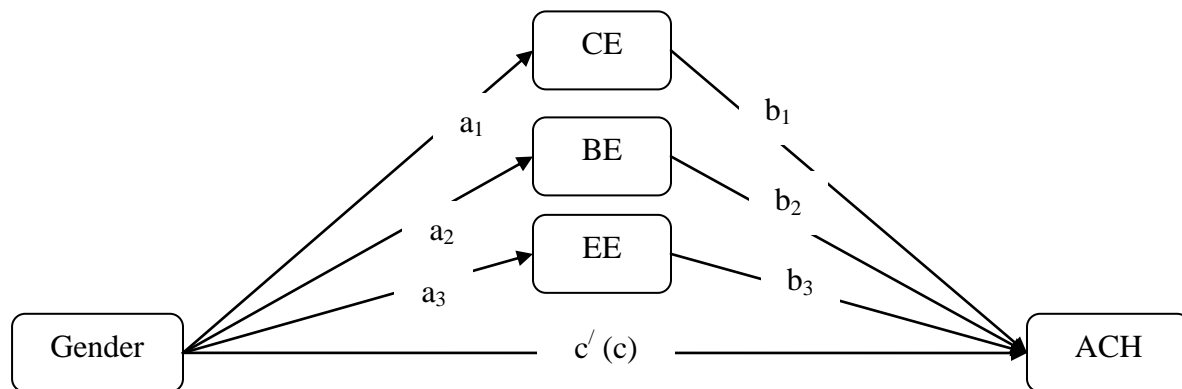 CE
a₁
b₁
BE
a₂
b₂
EE
a₃
b₃
Gender
c′ (c)
ACH